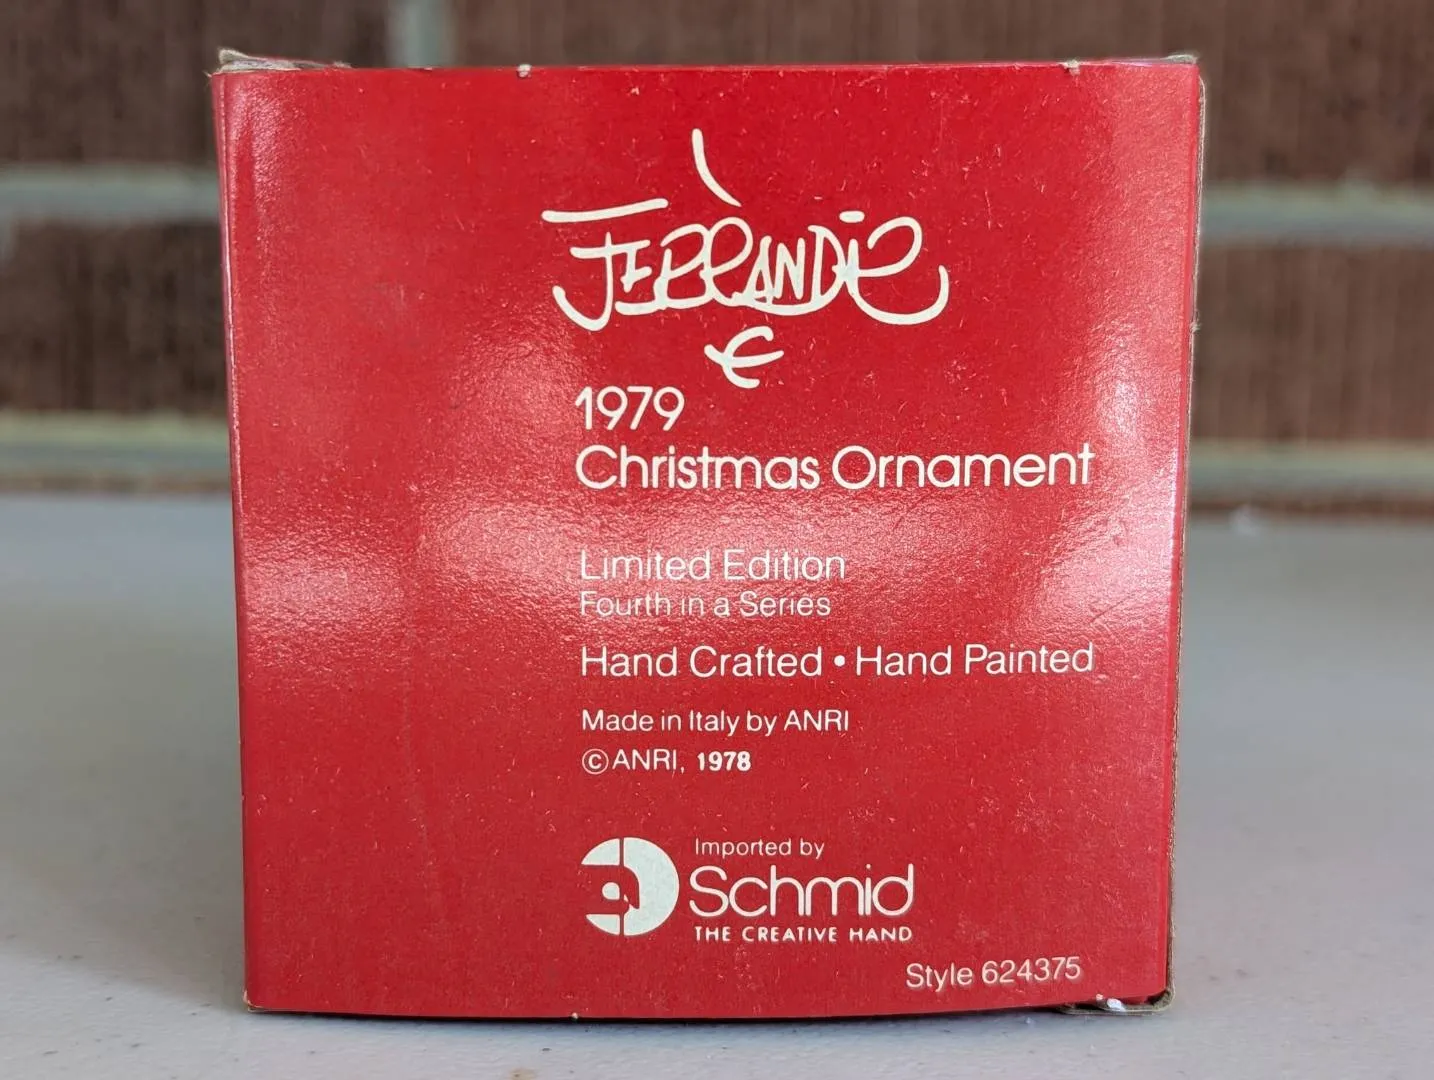 FERRANDIZ
1979
Christmas Ornament
Limited Edition
Fourth in a Series
Hand Crafted • Hand Painted
Made in Italy by ANRI
©ANRI, 1978
Imported by
Schmid
THE CREATIVE HAND
Style 624375